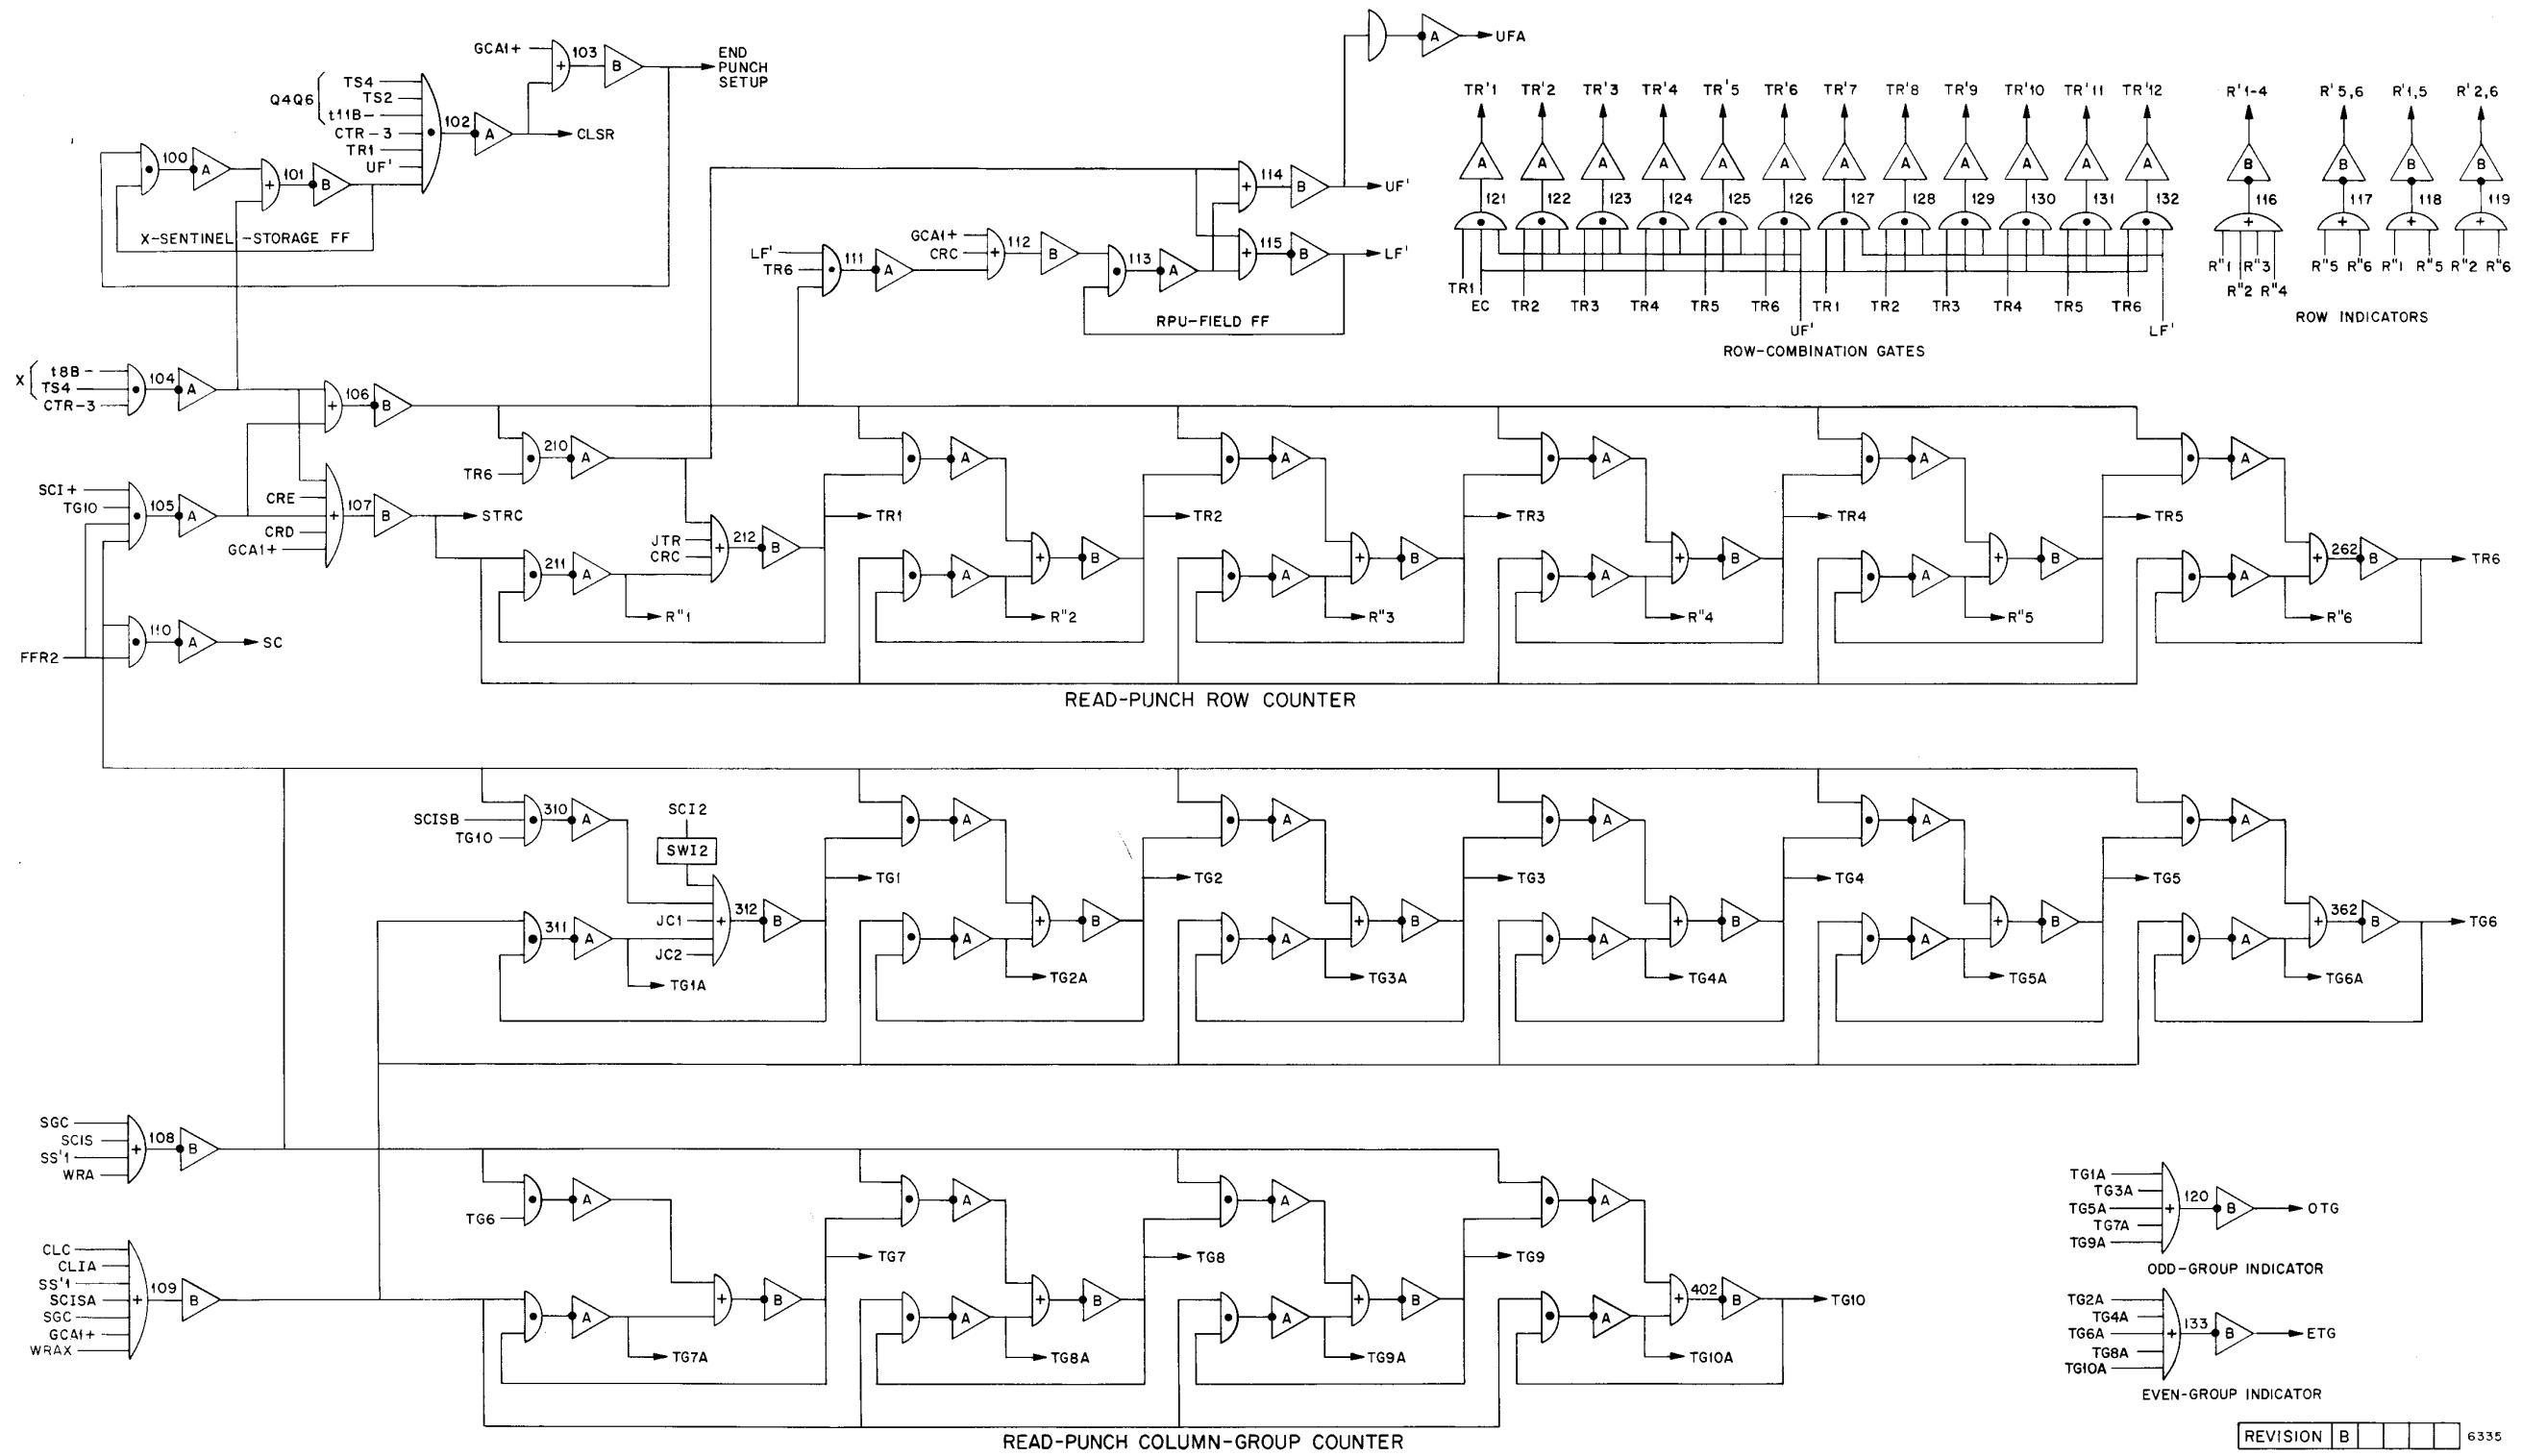 GCA1+
103
B
END
PUNCH
SETUP
Q4Q6
TS4
TS2
t11B-
CTR-3
TR1
UF'
102
A
CLSR
100
A
101
B
X-SENTINEL-STORAGE FF
A
UFA
114
B
UF'
LF'
TR6
111
A
GCA1+
CRC
112
B
113
A
115
B
LF'
RPU-FIELD FF
TR'1 TR'2 TR'3 TR'4 TR'5 TR'6 TR'7 TR'8 TR'9 TR'10 TR'11 TR'12
A A A A A A A A A A A A
121 122 123 124 125 126 127 128 129 130 131 132
TR1
EC TR2 TR3 TR4 TR5 TR6 TR1 TR2 TR3 TR4 TR5 TR6
UF' LF'
ROW-COMBINATION GATES
R'1-4 R'5,6 R'1,5 R'2,6
B B B B
116 117 118 119
R"1 R"3 R"5 R"6 R"1 R"5 R"2 R"6
R"2 R"4
ROW INDICATORS
X
t8B-
TS4
CTR-3
104
A
106
B
SCI+
TG10
105
A
CRE
CRD
GCA1+
107
B
STRC
FFR2
110
A
SC
TR6
210
A
A A A A A
JTR
CRC
212
B
TR1 TR2 TR3 TR4 TR5
211
A
A B A B A B A B A
262
B
TR6
R"1 R"2 R"3 R"4 R"5 R"6
READ-PUNCH ROW COUNTER
SCISB
TG10
310
A
SCI2
SWI2
A A A A A
JC1
JC2
312
B
TG1 TG2 TG3 TG4 TG5
311
A
A B A B A B A B A
362
B
TG6
TG1A TG2A TG3A TG4A TG5A TG6A
SGC
SCIS
SS'1
WRA
108
B
TG6
A A A A
TG7 TG8 TG9
CLC
CLIA
SS'1
SCISA
SGC
GCA1+
WRAX
109
B
A B A B A B A
402
B
TG10
TG7A TG8A TG9A TG10A
READ-PUNCH COLUMN-GROUP COUNTER
TG1A
TG3A
TG5A
TG7A
TG9A
120
B
OTG
ODD-GROUP INDICATOR
TG2A
TG4A
TG6A
TG8A
TG10A
133
B
ETG
EVEN-GROUP INDICATOR
REVISION B 6335